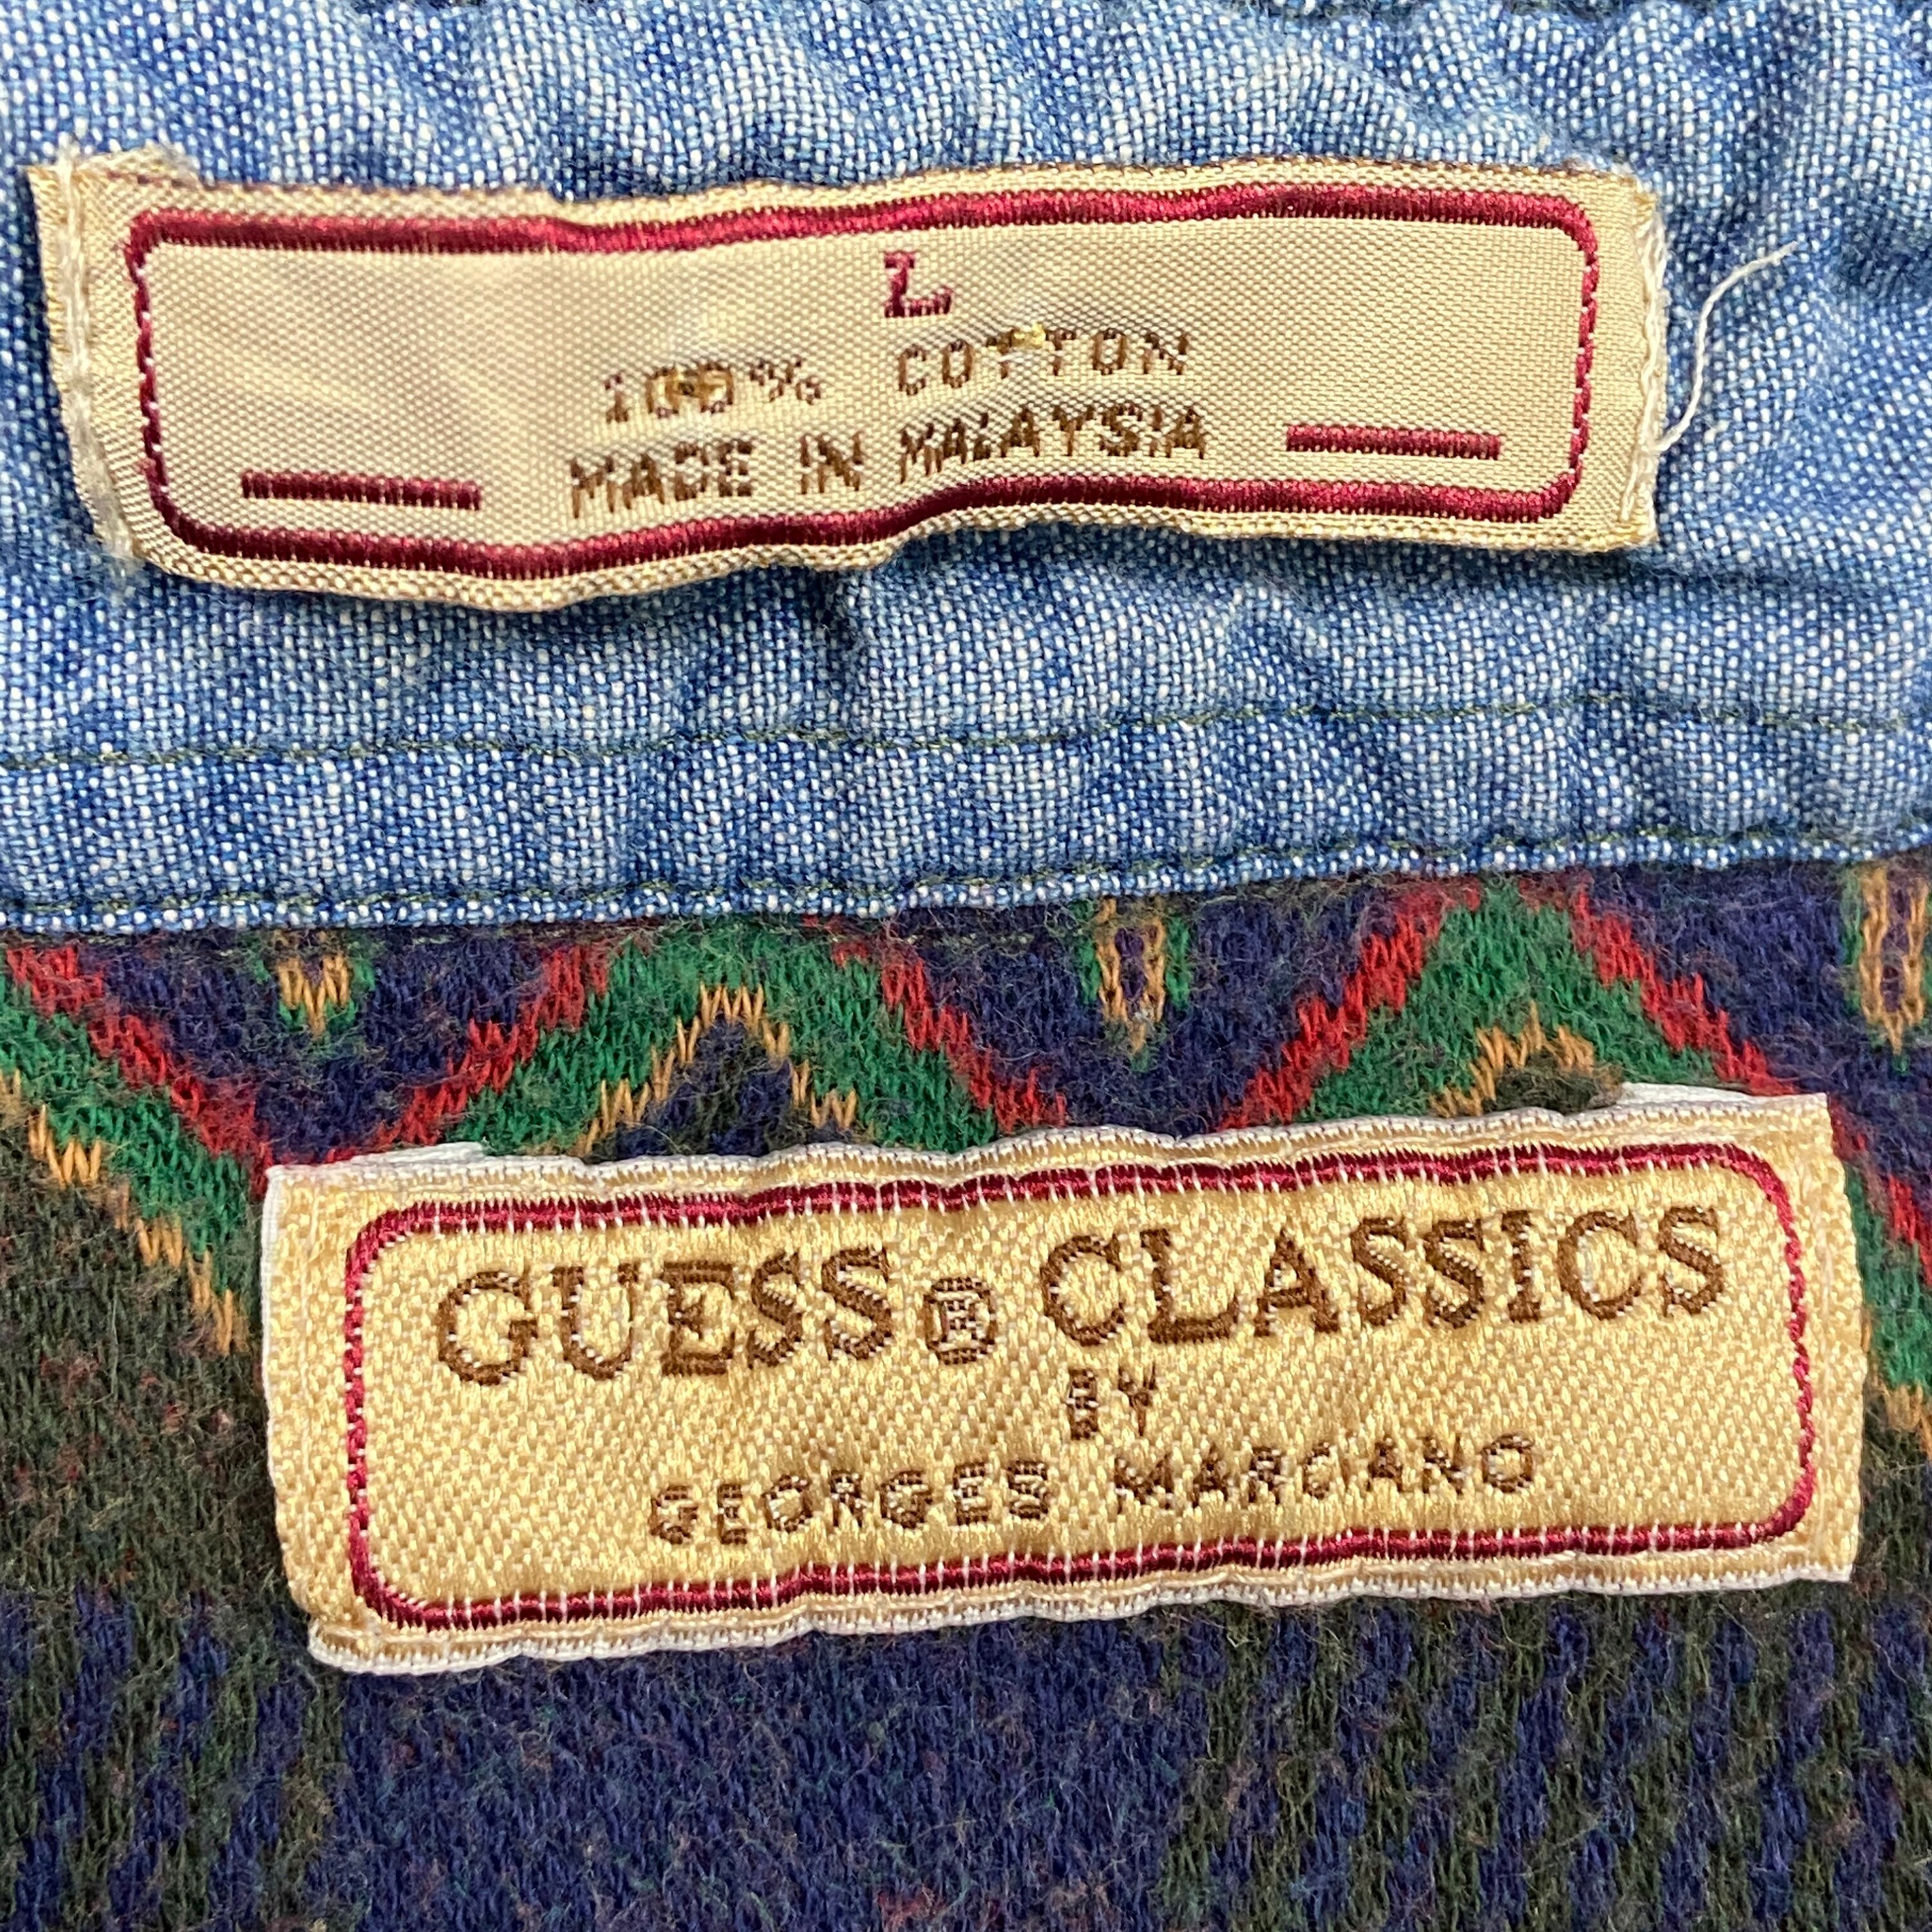 L
100% COTTON
MADE IN MALAYSIA
GUESS® CLASSICS
BY
GEORGES MARCIANO